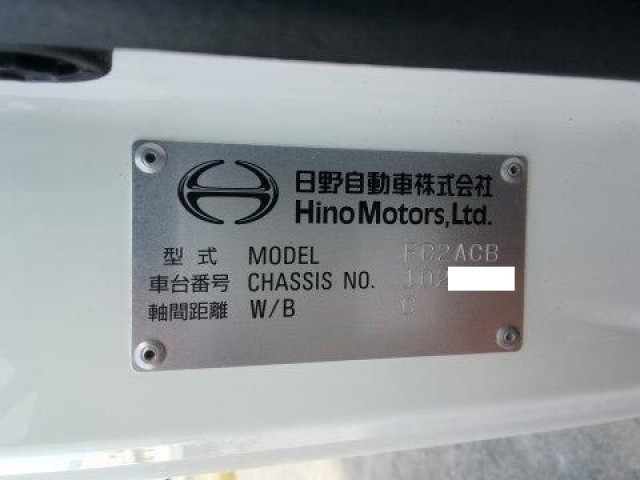 日野自動車株式会社
Hino Motors, Ltd.
型式 MODEL FC2ACB
車台番号 CHASSIS NO. 102
軸間距離 W/B C